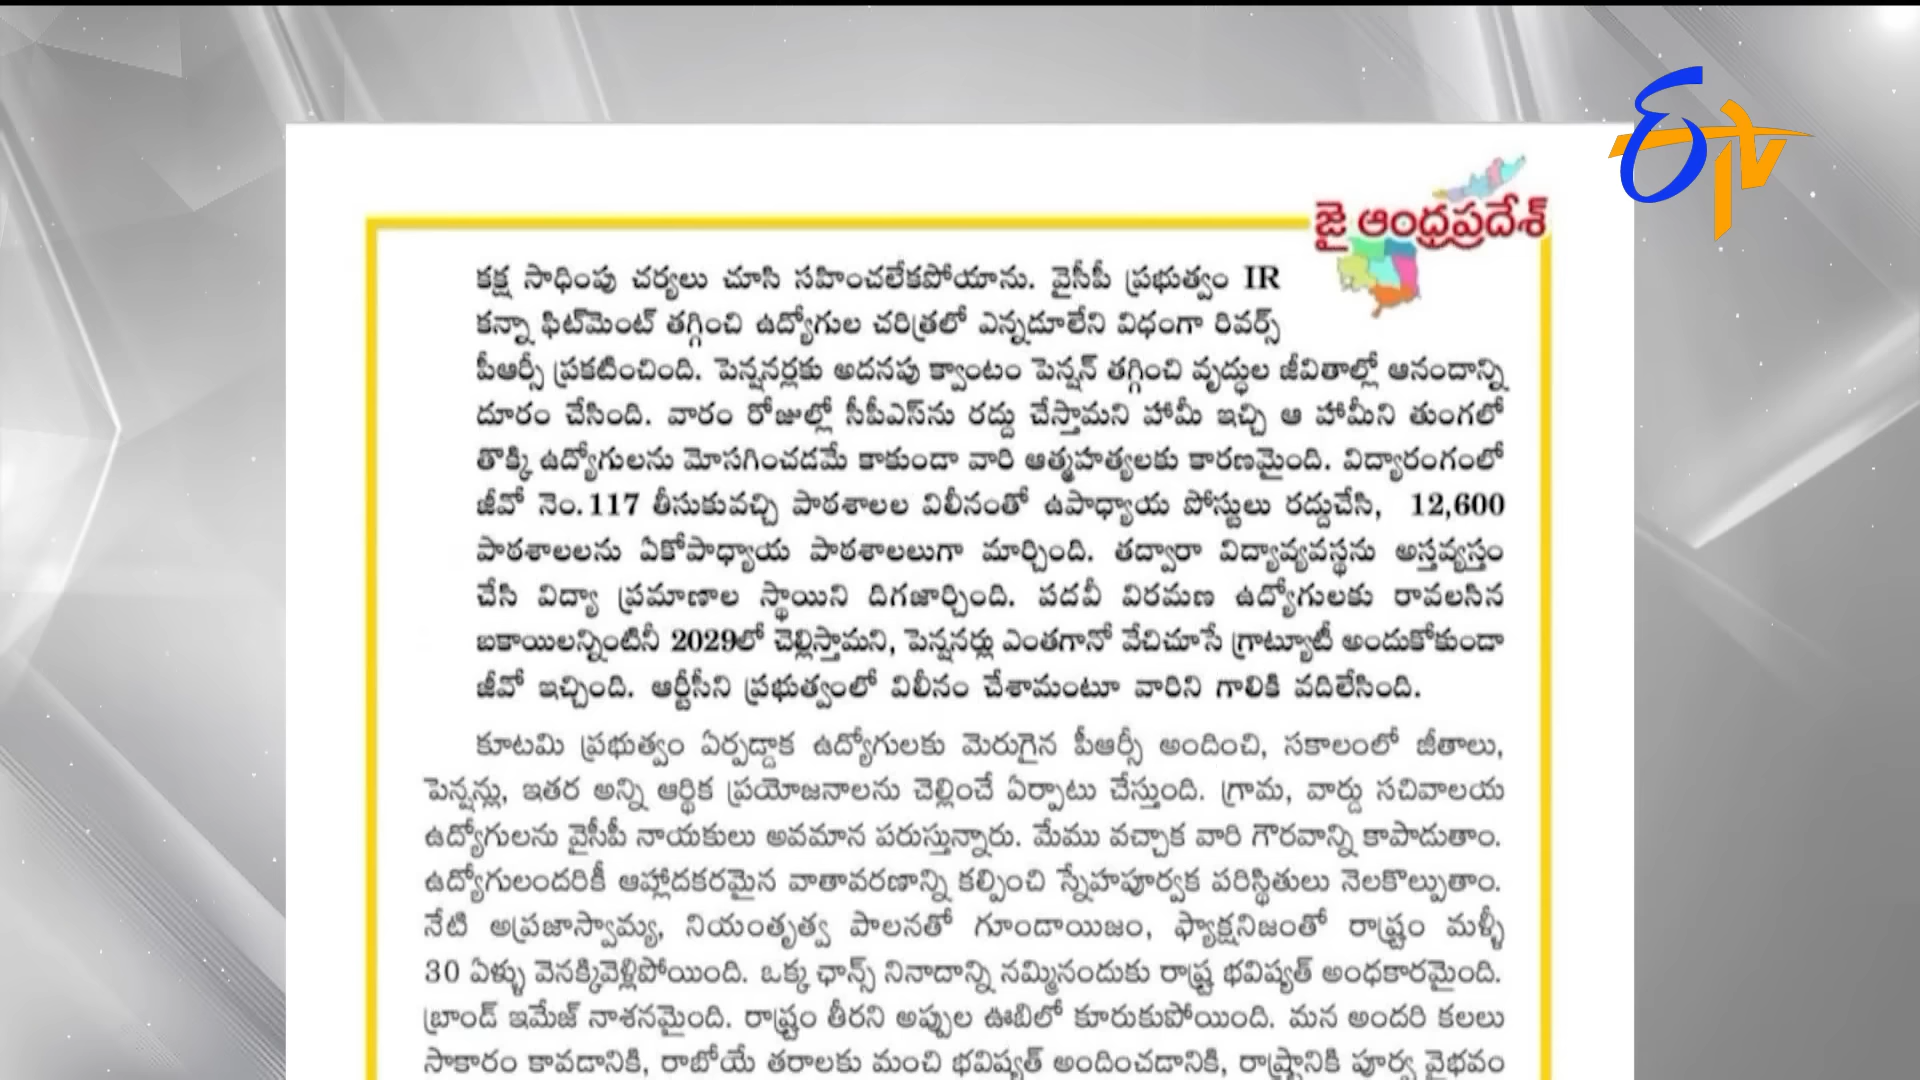 ETV
జై ఆంధ్రప్రదేశ్
కక్ష సాధింపు చర్యలు చూసి సహించలేకపోయాను. వైసీపీ ప్రభుత్వం IR
కన్నా ఫిట్‌మెంట్ తగ్గించి ఉద్యోగుల చరిత్రలో ఎన్నడూలేని విధంగా రివర్స్
పీఆర్సీ ప్రకటించింది. పెన్షనర్లకు అదనపు క్వాంటం పెన్షన్ తగ్గించి వృద్ధుల జీవితాల్లో ఆనందాన్ని
దూరం చేసింది. వారం రోజుల్లో సీపీఎస్‌ను రద్దు చేస్తామని హామీ ఇచ్చి ఆ హామీని తుంగలో
తొక్కి ఉద్యోగులను మోసగించడమే కాకుండా వారి ఆత్మహత్యలకు కారణమైంది. విద్యారంగంలో
జీవో నెం.117 తీసుకువచ్చి పాఠశాలల విలీనంతో ఉపాధ్యాయ పోస్టులు రద్దుచేసి, 12,600
పాఠశాలలను ఏకోపాధ్యాయ పాఠశాలలుగా మార్చింది. తద్వారా విద్యావ్యవస్థను అస్తవ్యస్తం
చేసి విద్యా ప్రమాణాల స్థాయిని దిగజార్చింది. పదవీ విరమణ ఉద్యోగులకు రావలసిన
బకాయిలన్నింటినీ 2029లో చెల్లిస్తామని, పెన్షనర్లు ఎంతగానో వేచిచూసే గ్రాట్యూటీ అందుకోకుండా
జీవో ఇచ్చింది. ఆర్టీసీని ప్రభుత్వంలో విలీనం చేశామంటూ వారిని గాలికి వదిలేసింది.
కూటమి ప్రభుత్వం ఏర్పడ్డాక ఉద్యోగులకు మెరుగైన పీఆర్సీ అందించి, సకాలంలో జీతాలు,
పెన్షన్లు, ఇతర అన్ని ఆర్థిక ప్రయోజనాలను చెల్లించే ఏర్పాటు చేస్తుంది. గ్రామ, వార్డు సచివాలయ
ఉద్యోగులను వైసీపీ నాయకులు అవమాన పరుస్తున్నారు. మేము వచ్చాక వారి గౌరవాన్ని కాపాడుతాం.
ఉద్యోగులందరికీ ఆహ్లాదకరమైన వాతావరణాన్ని కల్పించి స్నేహపూర్వక పరిస్థితులు నెలకొల్పుతాం.
నేటి అప్రజాస్వామ్య, నియంతృత్వ పాలనతో గూండాయిజం, ఫ్యాక్షనిజంతో రాష్ట్రం మళ్ళీ
30 ఏళ్ళు వెనక్కివెళ్లిపోయింది. ఒక్క ఛాన్స్ నినాదాన్ని నమ్మినందుకు రాష్ట్ర భవిష్యత్ అంధకారమైంది.
బ్రాండ్ ఇమేజ్ నాశనమైంది. రాష్ట్రం తీరని అప్పుల ఊబిలో కూరుకుపోయింది. మన అందరి కలలు
సాకారం కావడానికి, రాబోయే తరాలకు మంచి భవిష్యత్ అందించడానికి, రాష్ట్రానికి పూర్వ వైభవం